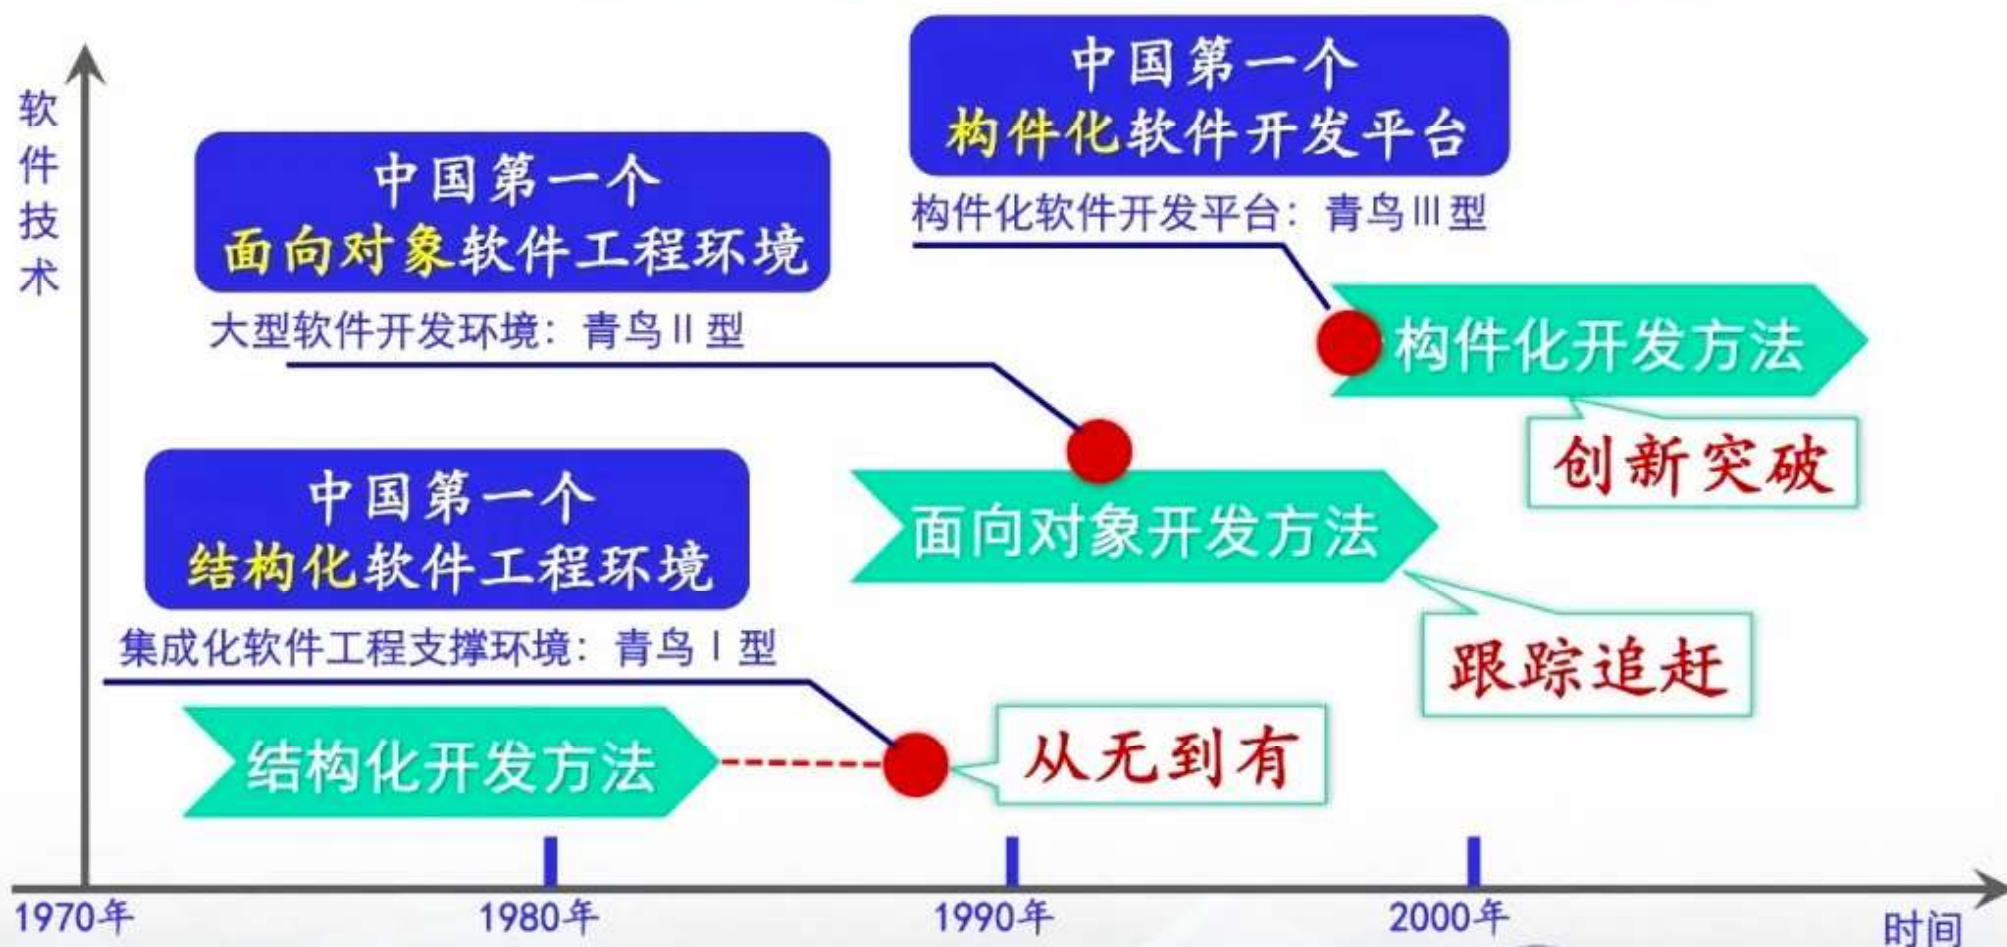 中国第一个
构件化软件开发平台
构件化软件开发平台：青鸟III型
软件技术
中国第一个
面向对象软件工程环境
大型软件开发环境：青鸟II型
构件化开发方法
创新突破
中国第一个
结构化软件工程环境
集成化软件工程支撑环境：青鸟I型
面向对象开发方法
跟踪追赶
结构化开发方法
从无到有
1970年
1980年
1990年
2000年
时间